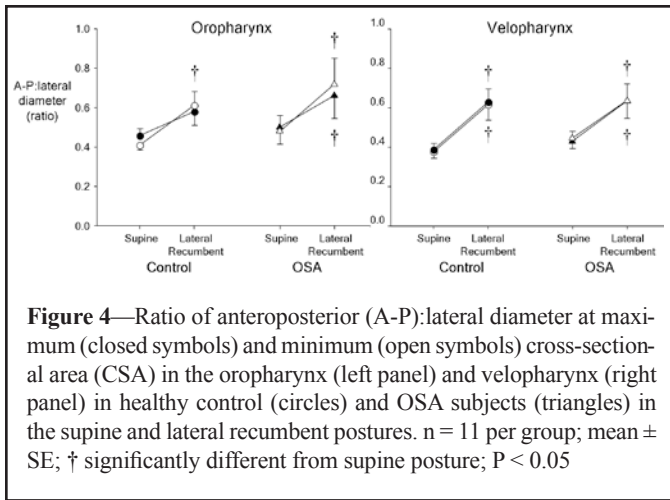 Oropharynx
Velopharynx
A-P:lateral
diameter
(ratio)
1.0
0.8
0.6
0.4
0.2
0.0
†
†
†
Supine
Lateral
Recumbent
Supine
Lateral
Recumbent
Control
OSA
1.0
0.8
0.6
0.4
0.2
0.0
†
†
†
†
Supine
Lateral
Recumbent
Supine
Lateral
Recumbent
Control
OSA
Figure 4—Ratio of anteroposterior (A-P):lateral diameter at maxi-
mum (closed symbols) and minimum (open symbols) cross-section-
al area (CSA) in the oropharynx (left panel) and velopharynx (right
panel) in healthy control (circles) and OSA subjects (triangles) in
the supine and lateral recumbent postures. n = 11 per group; mean ±
SE; † significantly different from supine posture; P < 0.05